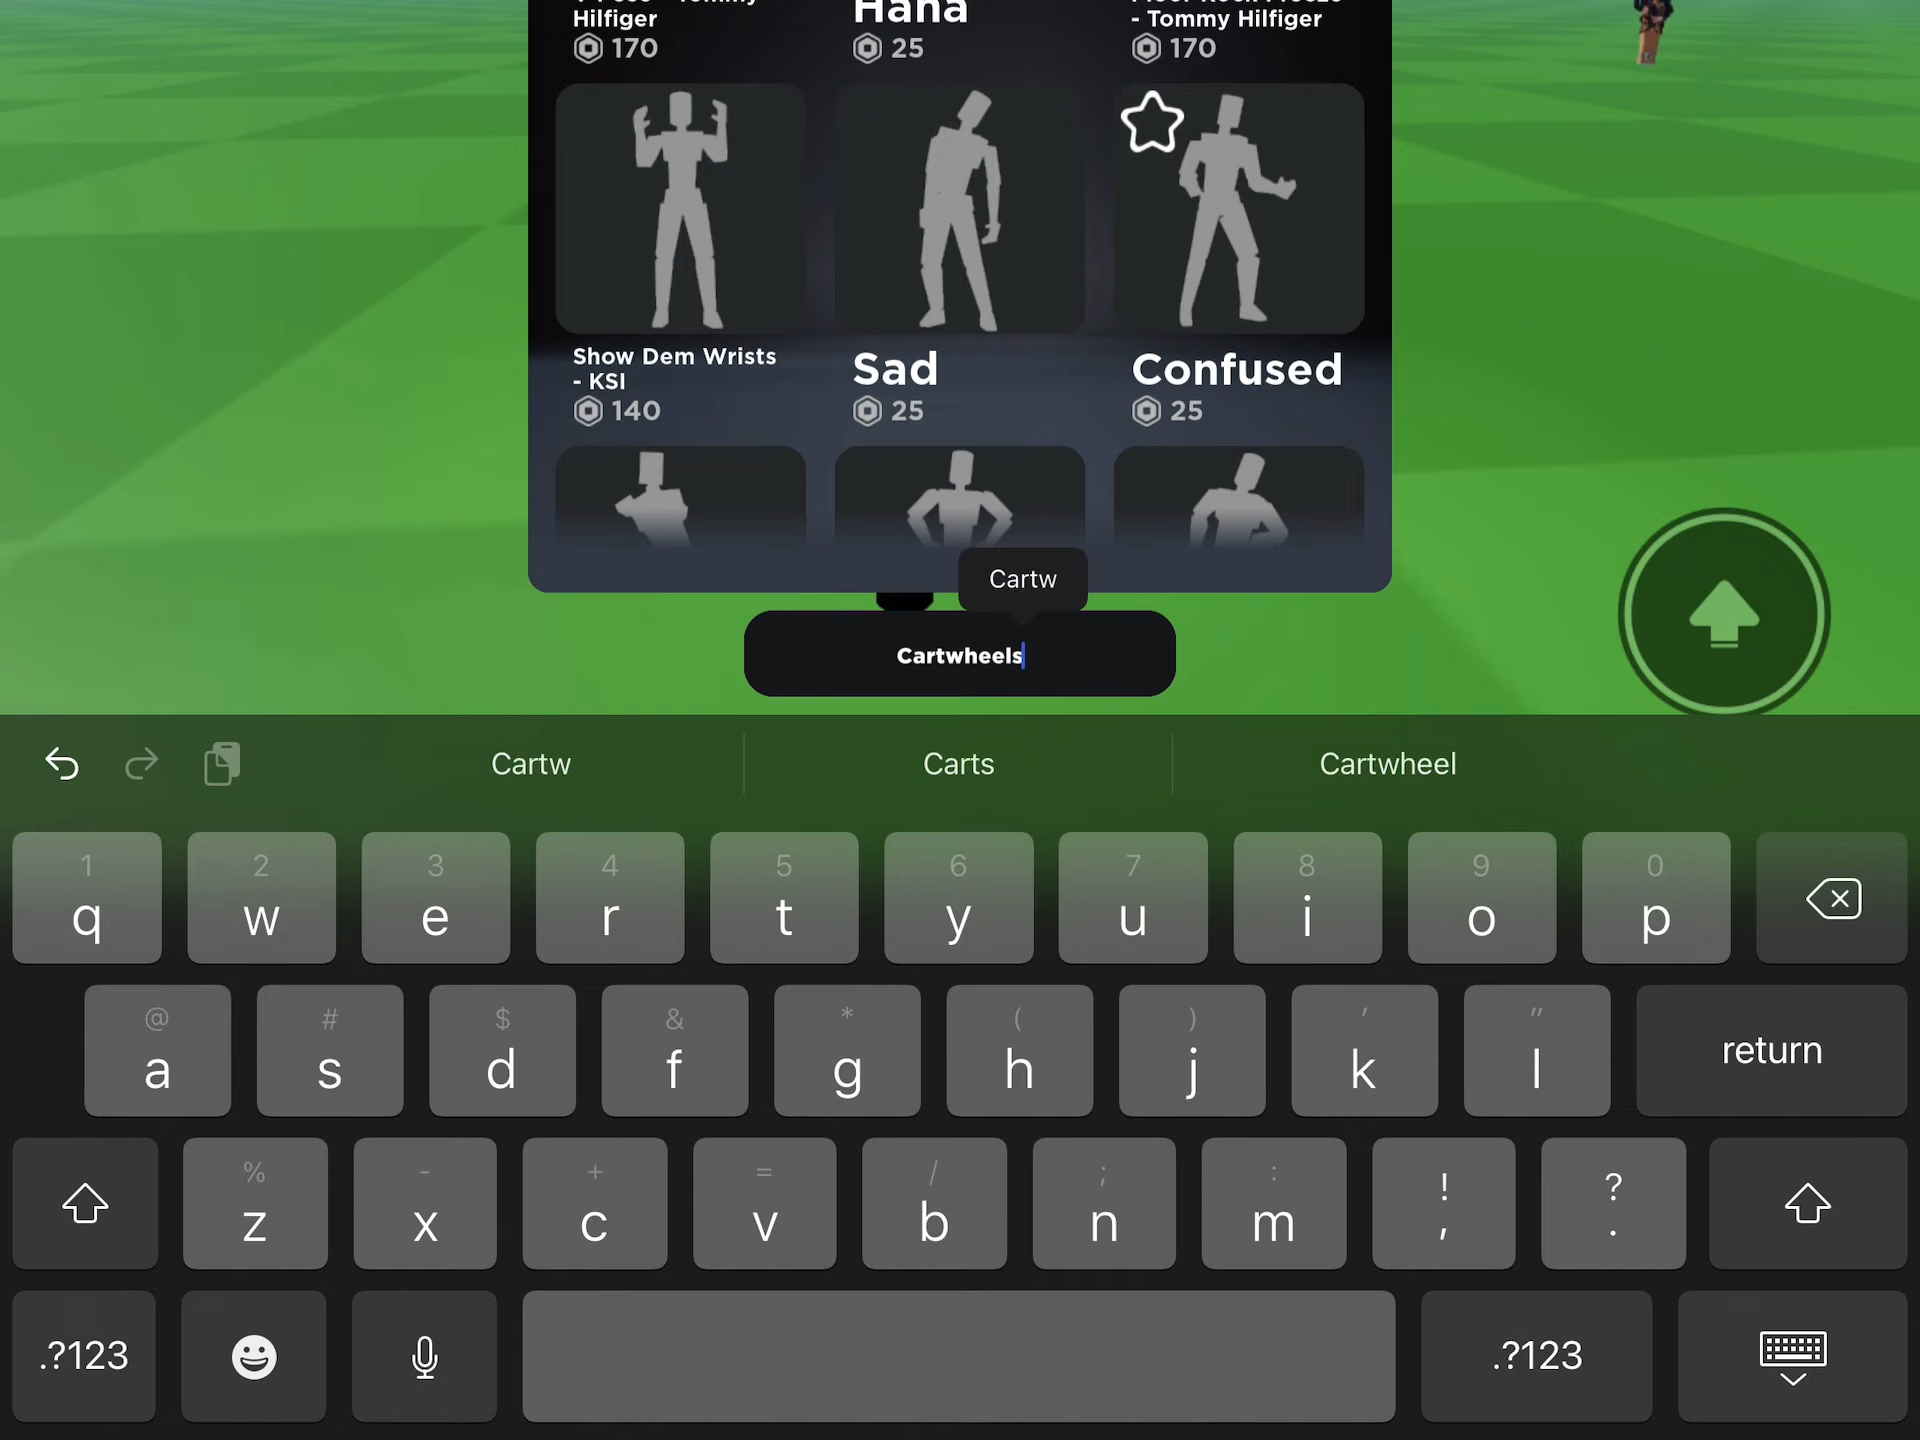 Hilfiger
- Tommy Hilfiger
170
25
170
Show Dem Wrists
- KSI
Sad
Confused
140
25
25
Cartw
Cartwheels
Cartw
Carts
Cartwheel
1 2 3 4 5 6 7 8 9 0
q w e r t y u i o p
@ # $ & * ( ) ' "
a s d f g h j k l return
% - + = / ; : ! ?
z x c v b n m , .
.?123 .?123